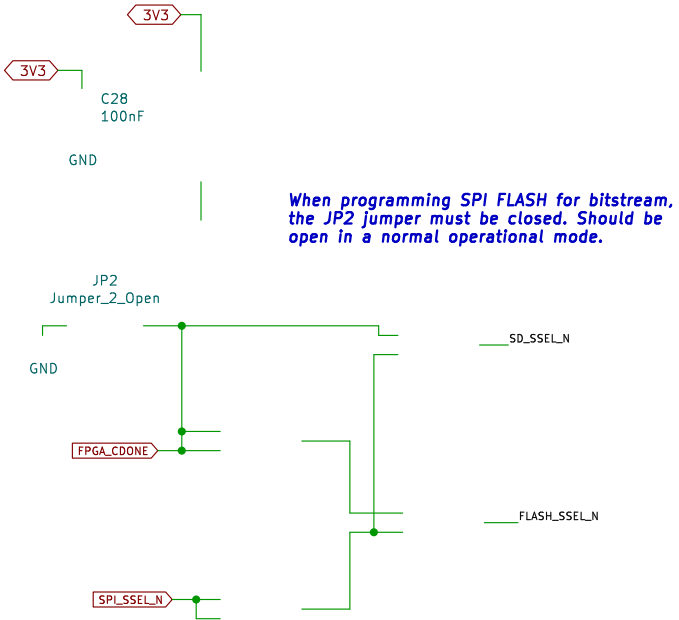 3V3
3V3
C28
100nF
GND
When programming SPI FLASH for bitstream,
the JP2 jumper must be closed. Should be
open in a normal operational mode.
JP2
Jumper_2_Open
SD_SSEL_N
GND
FPGA_CDONE
FLASH_SSEL_N
SPI_SSEL_N